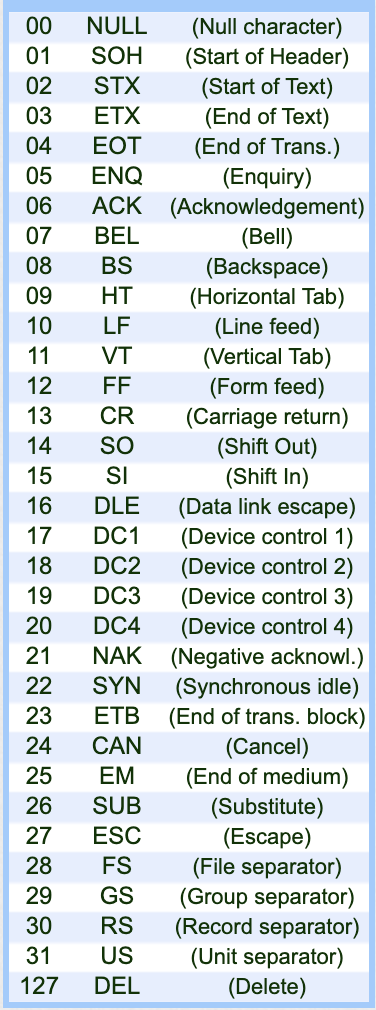 00 NULL (Null character)
01 SOH (Start of Header)
02 STX (Start of Text)
03 ETX (End of Text)
04 EOT (End of Trans.)
05 ENQ (Enquiry)
06 ACK (Acknowledgement)
07 BEL (Bell)
08 BS (Backspace)
09 HT (Horizontal Tab)
10 LF (Line feed)
11 VT (Vertical Tab)
12 FF (Form feed)
13 CR (Carriage return)
14 SO (Shift Out)
15 SI (Shift In)
16 DLE (Data link escape)
17 DC1 (Device control 1)
18 DC2 (Device control 2)
19 DC3 (Device control 3)
20 DC4 (Device control 4)
21 NAK (Negative acknowl.)
22 SYN (Synchronous idle)
23 ETB (End of trans. block)
24 CAN (Cancel)
25 EM (End of medium)
26 SUB (Substitute)
27 ESC (Escape)
28 FS (File separator)
29 GS (Group separator)
30 RS (Record separator)
31 US (Unit separator)
127 DEL (Delete)